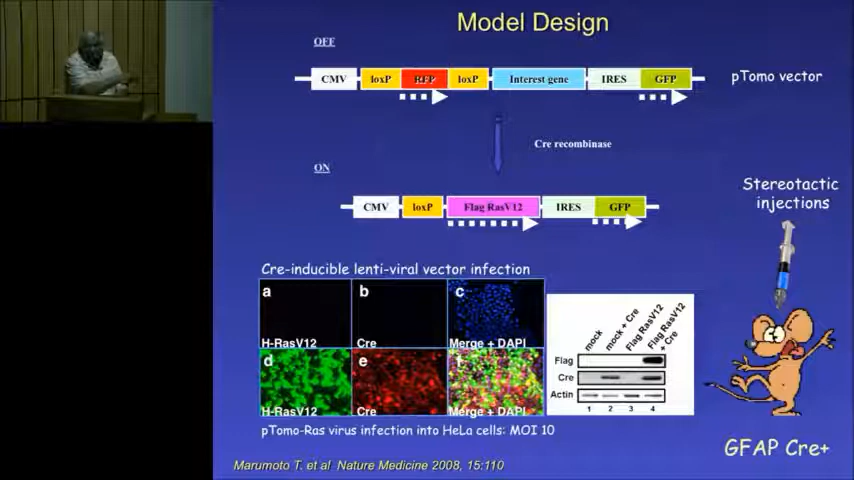 Model Design
OFF
CMV loxP RFP loxP Interest gene IRES GFP
pTomo vector
Cre recombinase
ON
CMV loxP Flag RasV12 IRES GFP
Stereotactic
injections
Cre-inducible lenti-viral vector infection
a b c
H-RasV12 Cre Merge + DAPI
d e f
H-RasV12 Cre Merge + DAPI
mock
mock + Cre
Flag RasV12
Flag RasV12
+ Cre
Flag
Cre
Actin
1 2 3 4
pTomo-Ras virus infection into HeLa cells: MOI 10
GFAP Cre+
Marumoto T. et al Nature Medicine 2008, 15:110